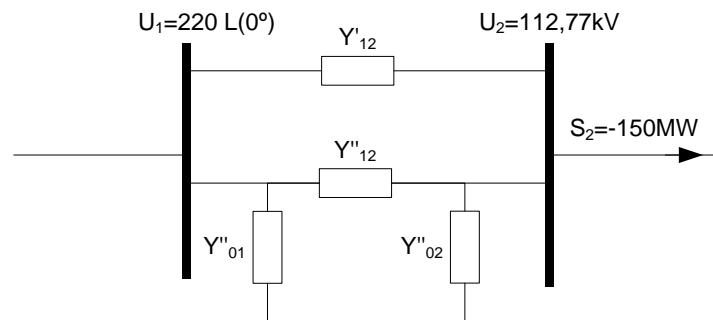 U₁=220 L(0º)
U₂=112,77kV
Y'₁₂
S₂=-150MW
Y"₁₂
Y"₀₁
Y"₀₂